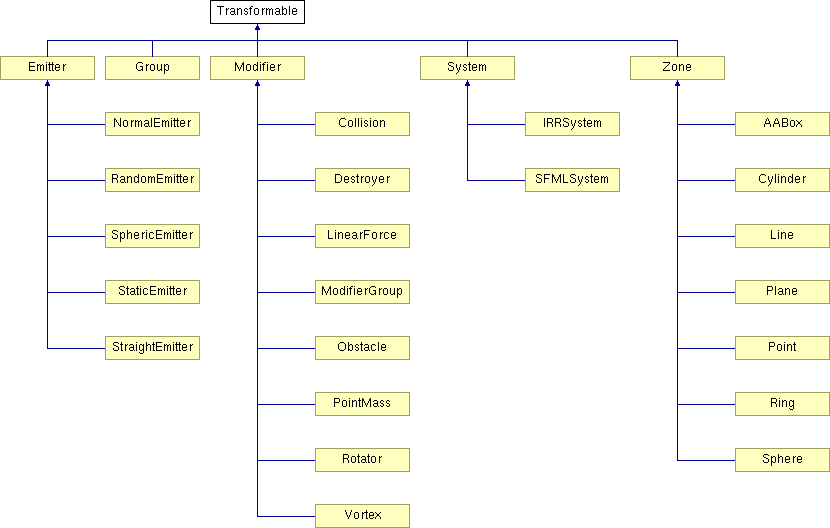 Transformable
Emitter
Group
Modifier
System
Zone
NormalEmitter
Collision
IRRSystem
AABox
RandomEmitter
Destroyer
SFMLSystem
Cylinder
SphericEmitter
LinearForce
Line
StaticEmitter
ModifierGroup
Plane
StraightEmitter
Obstacle
Point
PointMass
Ring
Rotator
Sphere
Vortex